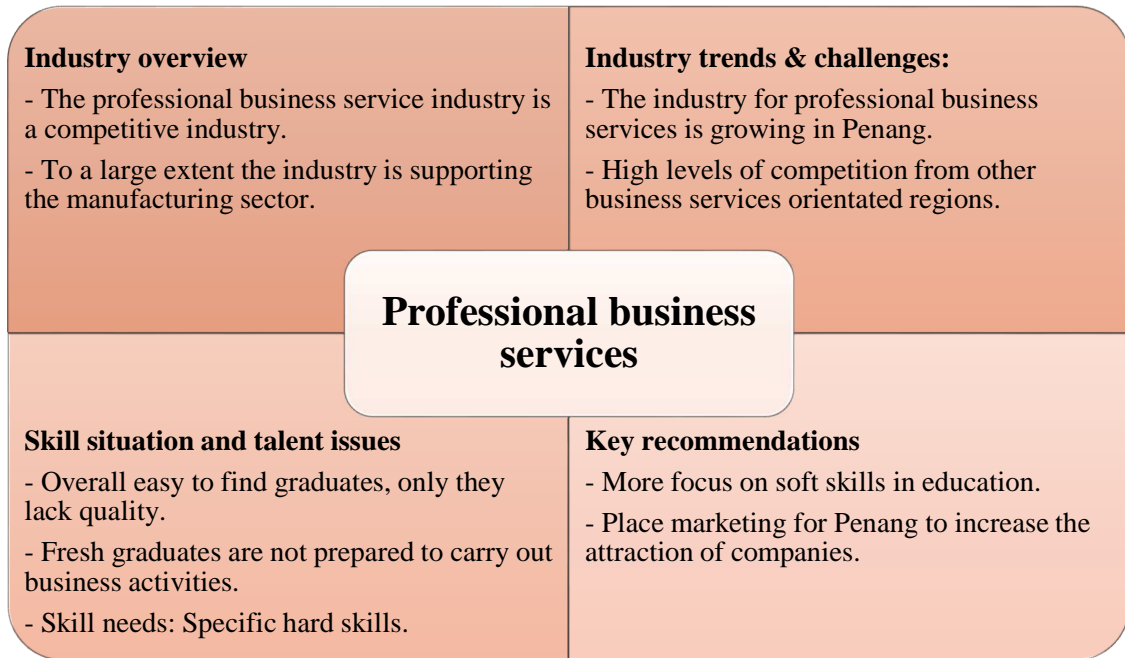 Industry overview
- The professional business service industry is
a competitive industry.
- To a large extent the industry is supporting
the manufacturing sector.
Industry trends & challenges:
- The industry for professional business
services is growing in Penang.
- High levels of competition from other
business services orientated regions.
Professional business
services
Skill situation and talent issues
- Overall easy to find graduates, only they
lack quality.
- Fresh graduates are not prepared to carry out
business activities.
- Skill needs: Specific hard skills.
Key recommendations
- More focus on soft skills in education.
- Place marketing for Penang to increase the
attraction of companies.